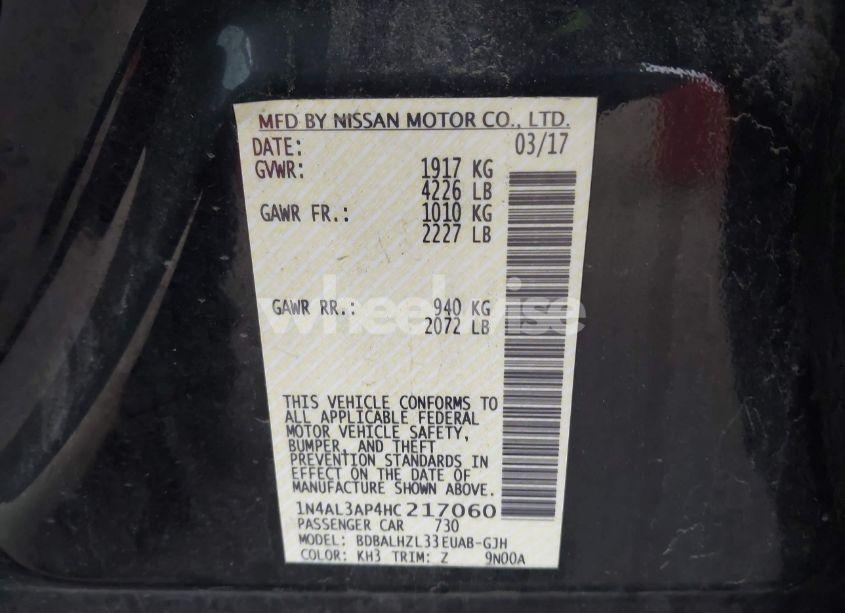 MFD BY NISSAN MOTOR CO., LTD.
DATE: 03/17
GVWR: 1917 KG
4226 LB
GAWR FR.: 1010 KG
2227 LB
GAWR RR.: 940 KG
2072 LB
wheelwise
THIS VEHICLE CONFORMS TO
ALL APPLICABLE FEDERAL
MOTOR VEHICLE SAFETY,
BUMPER, AND THEFT
PREVENTION STANDARDS IN
EFFECT ON THE DATE OF
MANUFACTURE SHOWN ABOVE.
1N4AL3AP4HC217060
PASSENGER CAR 730
MODEL: BDBALHZL33EUAB-GJH
COLOR: KH3 TRIM: Z 9N00A